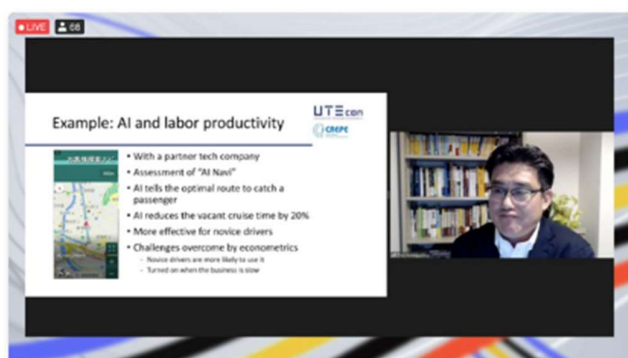 LIVE 66
UTEcon
CREPE
Example: AI and labor productivity
• With a partner tech company
• Assessment of "AI Navi"
• AI tells the optimal route to catch a
passenger
• AI reduces the vacant cruise time by 20%
• More effective for novice drivers
• Challenges overcome by econometrics
- Novice drivers are more likely to use it
- Turned on when the business is slow